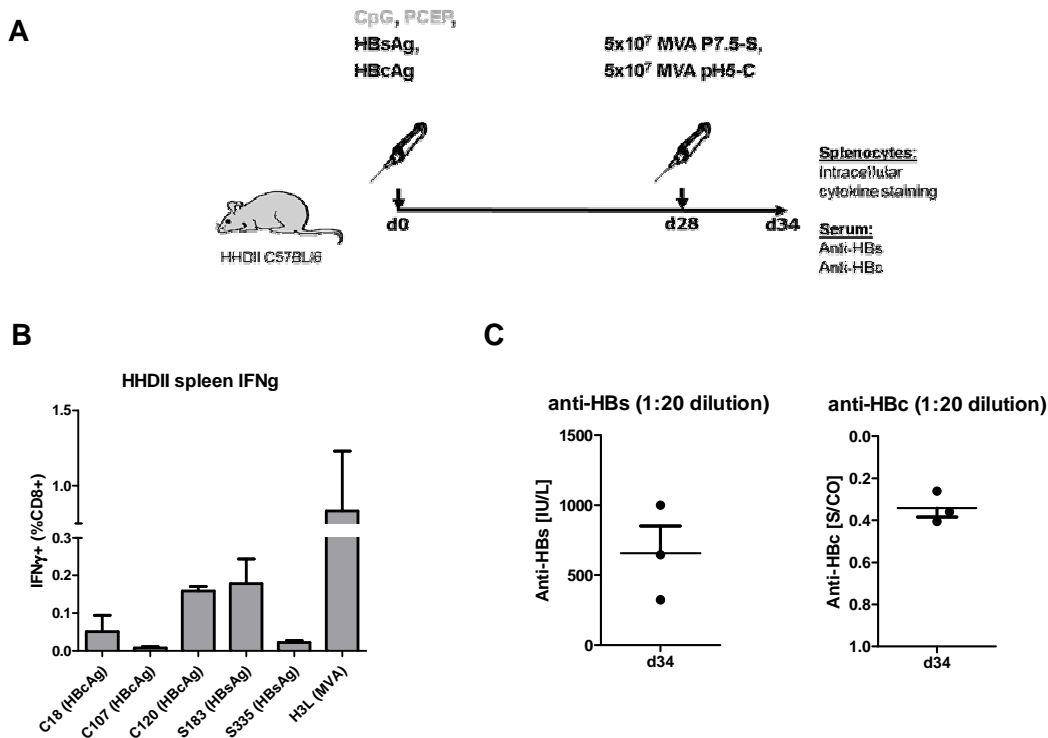 A
CpG, PCEP,
HBsAg,
HBcAg
5x10⁷ MVA P7.5-S,
5x10⁷ MVA pH5-C
Splenocytes:
Intracellular
cytokine staining
Serum:
Anti-HBs
Anti-HBc
d0
d28
d34
HHDII C57BL/6
B
HHDII spleen IFNg
IFNγ+ (%CD8+)
1.5
1.0
0.3
0.2
0.1
0.0
C18 (HBcAg)
C107 (HBcAg)
C120 (HBcAg)
S183 (HBsAg)
S335 (HBsAg)
H3L (MVA)
C
anti-HBs (1:20 dilution)
Anti-HBs [IU/L]
1500
1000
500
0
d34
anti-HBc (1:20 dilution)
Anti-HBc [S/CO]
0.0
0.2
0.4
0.6
0.8
1.0
d34